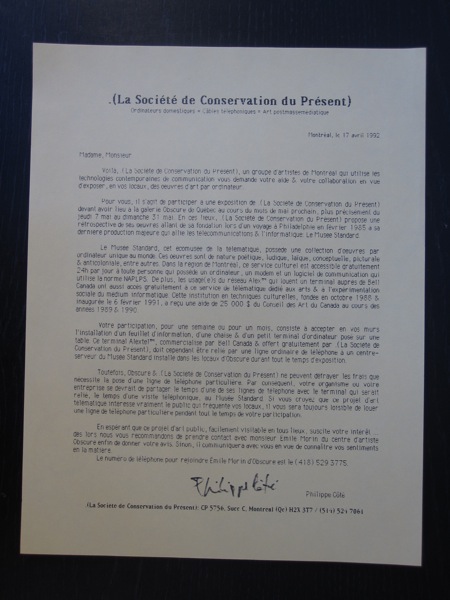 .(La Société de Conservation du Présent)
Ordinateurs domestiques + Câbles téléphoniques = Art postmassmédiatique
Montréal, le 17 avril 1992
Madame, Monsieur
Voilà, .(La Société de Conservation du Présent), un groupe d'artistes de Montréal qui utilise les
technologies contemporaines de communication vous demande votre aide & votre collaboration en vue
d'exposer, en vos locaux, des oeuvres d'art par ordinateur.
Pour vous, il s'agit de participer à une exposition de .(La Société de Conservation du Présent)
devant avoir lieu à la galerie Obscure de Québec au cours du mois de mai prochain, plus précisément du
jeudi 7 mai au dimanche 31 mai. En ces lieux, .(La Société de Conservation du Présent) propose une
rétrospective de ses œuvres allant de sa fondation lors d'un voyage à Philadelphie en février 1985 à sa
dernière production majeure qui allie les télécommunications & l'informatique: Le Musée Standard.
Le Musée Standard, cet écomusée de la télématique, possède une collection d'oeuvres par
ordinateur unique au monde. Ces oeuvres sont de nature poétique, ludique, laïque, conceptuelle, picturale
& anticoloniale, entre autres. Dans la région de Montréal, ce service culturel est accessible gratuitement
24h par jour à toute personne qui possède un ordinateur, un modem et un logiciel de communication qui
utilise la norme NAPLPS. De plus, les usagers/ères du réseau Alex™ qui louent un terminal auprès de Bell
Canada ont aussi accès gratuitement à ce service de télématique dédié aux arts & à l'expérimentation
sociale du médium informatique. Cette institution en techniques culturelles, fondée en octobre 1988 &
inaugurée le 6 février 1991, a reçu une aide de 25 000 $ du Conseil des Art du Canada au cours des
années 1989 & 1990.
Votre participation, pour une semaine ou pour un mois, consiste à accepter en vos murs
l'installation d'un feuillet d'information, d'une chaise & d'un petit terminal d'ordinateur posé sur une
table. Ce terminal Alextel™, commercialisé par Bell Canada & offert gratuitement par .(La Société de
Conservation du Présent), doit cependant être relié par une ligne ordinaire de téléphone à un centre-
serveur du Musée Standard installé dans les locaux d'Obscure durant tout le temps d'exposition.
Toutefois, Obscure & .(La Société de Conservation du Présent) ne peuvent défrayer les frais que
nécessite la pose d'une ligne de téléphone particulière. Par conséquent, votre organisme ou votre
entreprise se devrait de partager le temps d'une de ses lignes de téléphone avec le terminal qui serait
relié, le temps d'une visite téléphonique, au Musée Standard. Si vous croyez que ce projet d'art
télématique intéresse vraiment le public qui fréquente vos locaux, il vous sera toujours loisible de louer
une ligne de téléphone particulière pendant tout le temps de votre participation.
En espérant que ce projet d'art public, facilement visitable en tous lieux, suscite votre intérêt
dès lors nous vous recommandons de prendre contact avec monsieur Emile Morin du centre d'artiste
Obscure enfin de donner votre avis. Sinon, il communiquera avec vous en vue de connaître vos sentiments
en la matière.
Le numéro de téléphone pour rejoindre Emile Morin d'Obscure est le (418) 529 3775.
Philippe Côté
Philippe Côté
.(La Société de Conservation du Présent): CP 5756, Succ C, Montréal (Qc) H2X 3T7 /